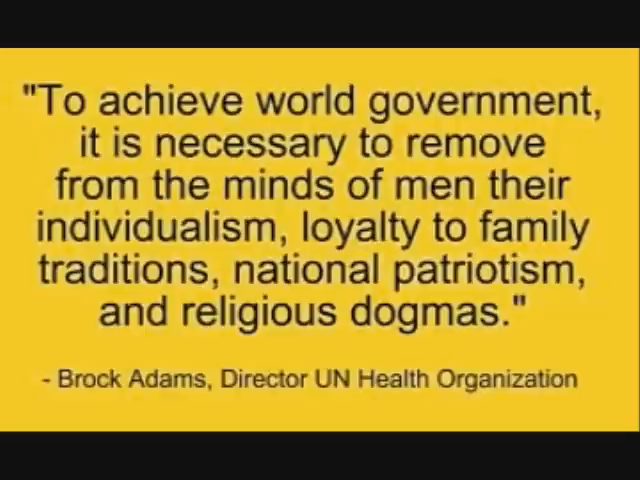 "To achieve world government,
it is necessary to remove
from the minds of men their
individualism, loyalty to family
traditions, national patriotism,
and religious dogmas."
- Brock Adams, Director UN Health Organization